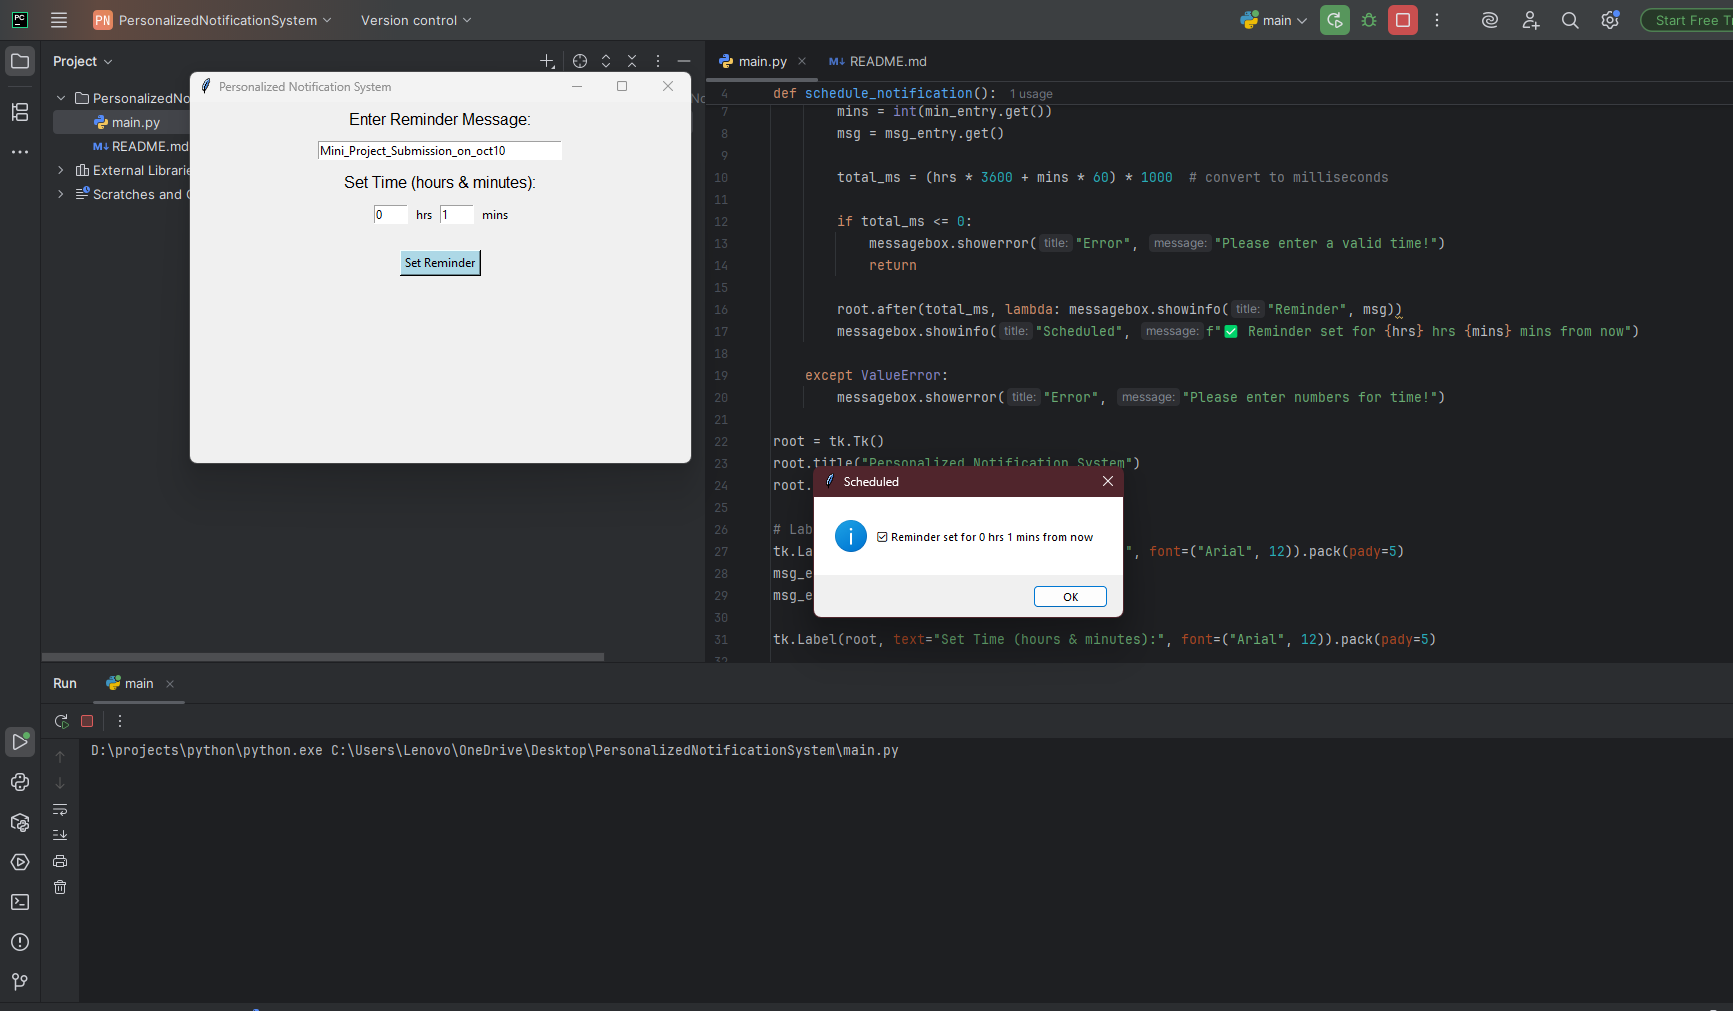 PC
PN PersonalizedNotificationSystem
Version control
main
Start Free
Project
main.py
README.md
PersonalizedNo
main.py
README.md
External Librarie
Scratches and
Personalized Notification System
Enter Reminder Message:
Mini_Project_Submission_on_oct10
Set Time (hours & minutes):
0 hrs 1 mins
Set Reminder
4 def schedule_notification(): 1 usage
7 mins = int(min_entry.get())
8 msg = msg_entry.get()
9
10 total_ms = (hrs * 3600 + mins * 60) * 1000 # convert to milliseconds
11
12 if total_ms <= 0:
13 messagebox.showerror( title: "Error", message: "Please enter a valid time!")
14 return
15
16 root.after(total_ms, lambda: messagebox.showinfo( title: "Reminder", msg))
17 messagebox.showinfo( title: "Scheduled", message: f"✅ Reminder set for {hrs} hrs {mins} mins from now")
18
19 except ValueError:
20 messagebox.showerror( title: "Error", message: "Please enter numbers for time!")
21
22 root = tk.Tk()
23 root.title("Personalized Notification System")
24 root.
25
26 # Lab
27 tk.La ", font=("Arial", 12)).pack(pady=5)
28 msg_e
29 msg_e
30
31 tk.Label(root, text="Set Time (hours & minutes):", font=("Arial", 12)).pack(pady=5)
32
Scheduled
☑ Reminder set for 0 hrs 1 mins from now
OK
Run main
D:\projects\python\python.exe C:\Users\Lenovo\OneDrive\Desktop\PersonalizedNotificationSystem\main.py